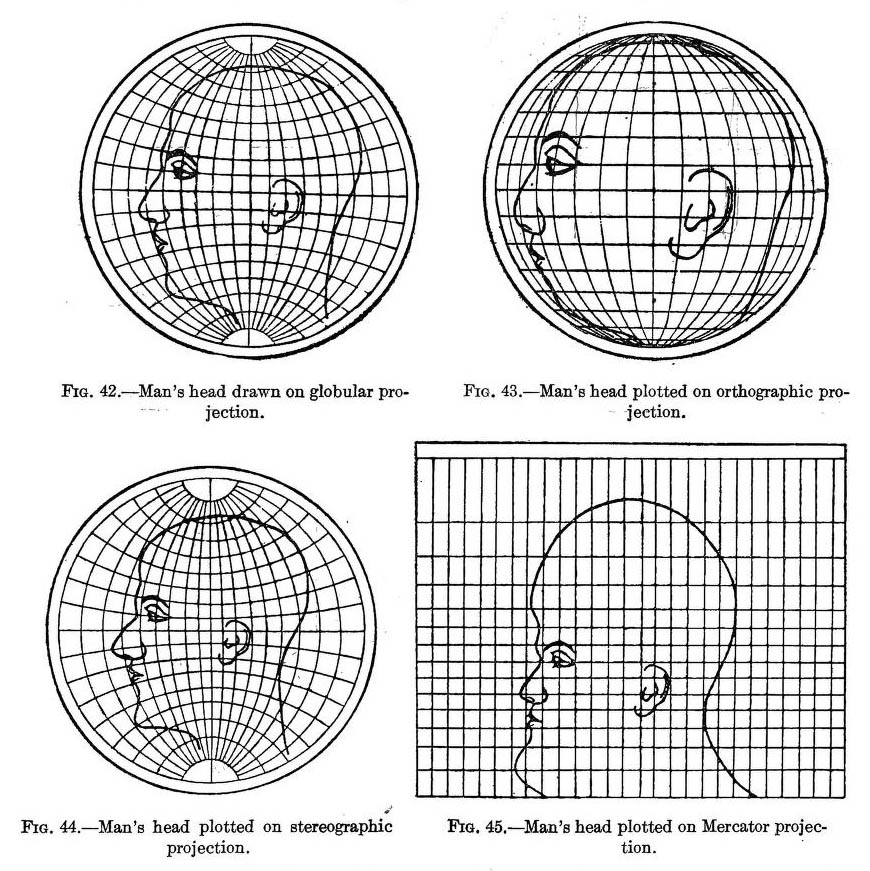 FIG. 42.—Man's head drawn on globular pro-
jection.
FIG. 43.—Man's head plotted on orthographic pro-
jection.
FIG. 44.—Man's head plotted on stereographic
projection.
FIG. 45.—Man's head plotted on Mercator projec-
tion.